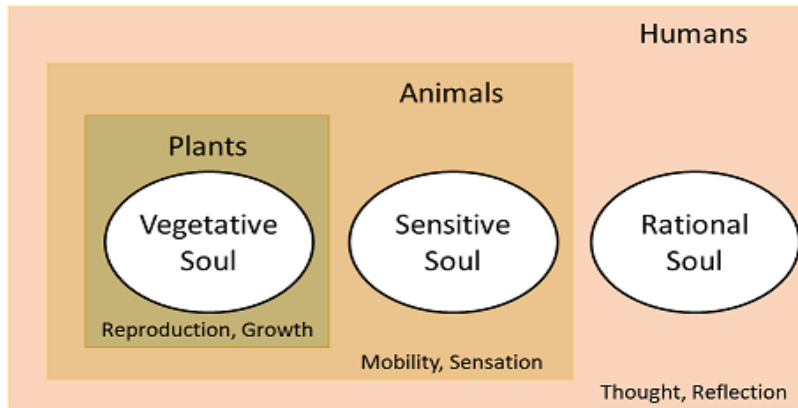 Humans
Animals
Plants
Vegetative
Soul
Sensitive
Soul
Rational
Soul
Reproduction, Growth
Mobility, Sensation
Thought, Reflection